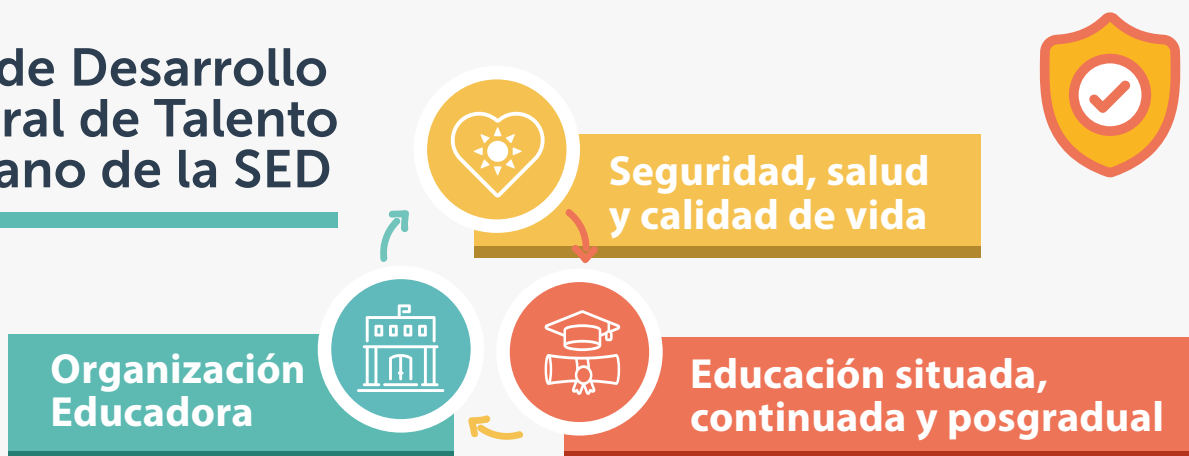 de Desarrollo
ral de Talento
ano de la SED
Seguridad, salud
y calidad de vida
Organización
Educadora
Educación situada,
continuada y posgradual